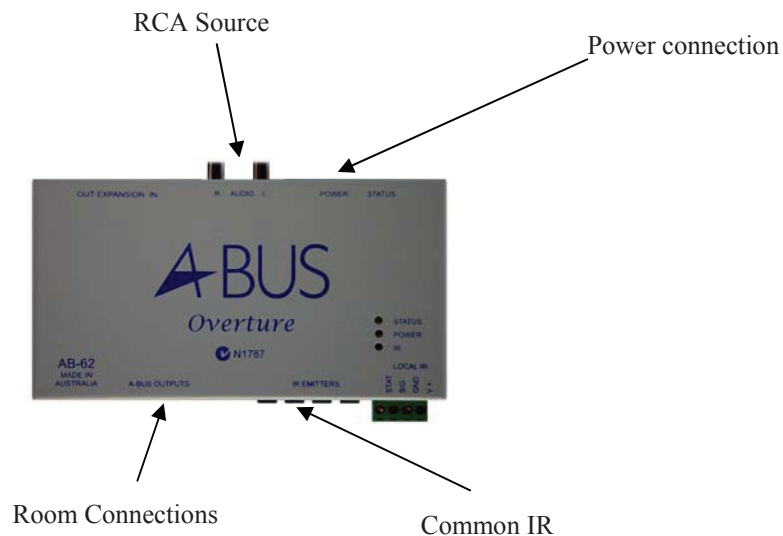 RCA Source
Power connection
OUT EXPANSION IN
R AUDIO L
POWER
STATUS
A-BUS
Overture
N1787
STATUS
POWER
IR
LOCAL IR
STAT
SIG
GND
V +
AB-62
MADE IN
AUSTRALIA
A-BUS OUTPUTS
IR EMITTERS
Room Connections
Common IR